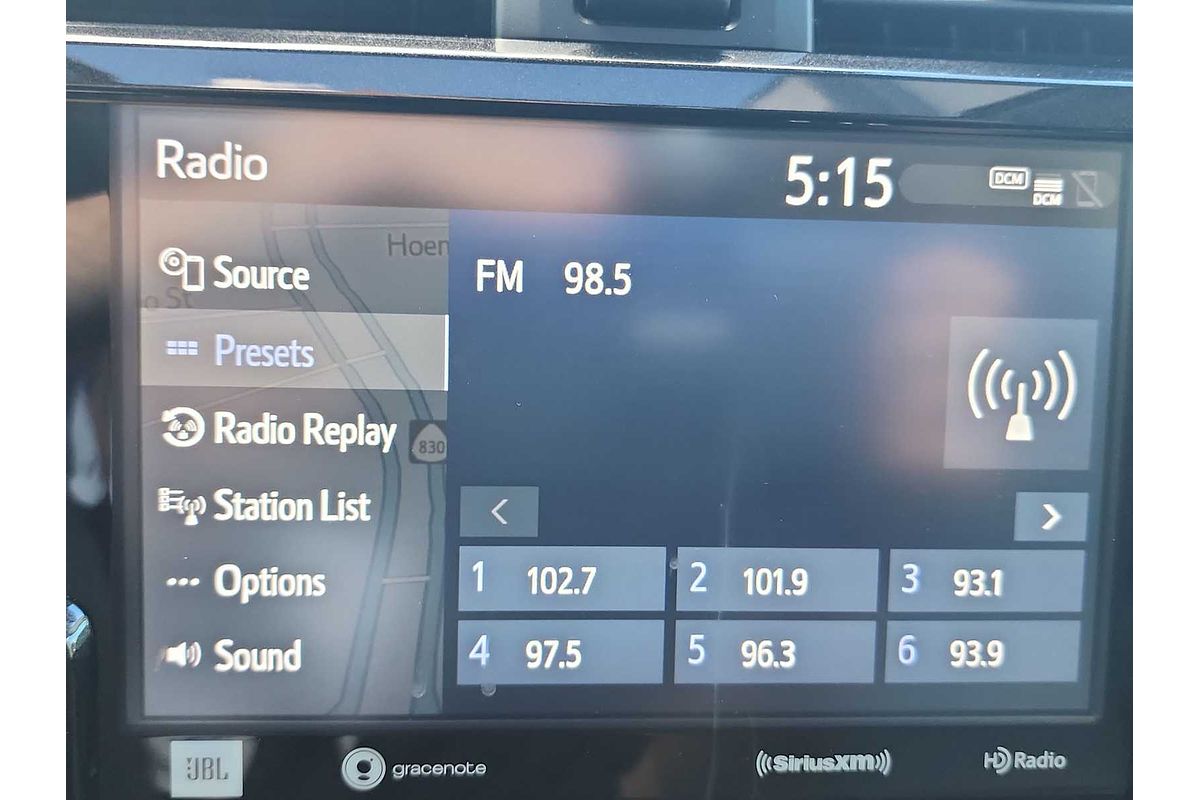 Radio
5:15
DCM
DCM
Hoen
Source
FM 98.5
St
Presets
Radio Replay
830
Station List
1 102.7
2 101.9
3 93.1
Options
4 97.5
5 96.3
6 93.9
Sound
JBL
gracenote
SiriusXM
HD Radio